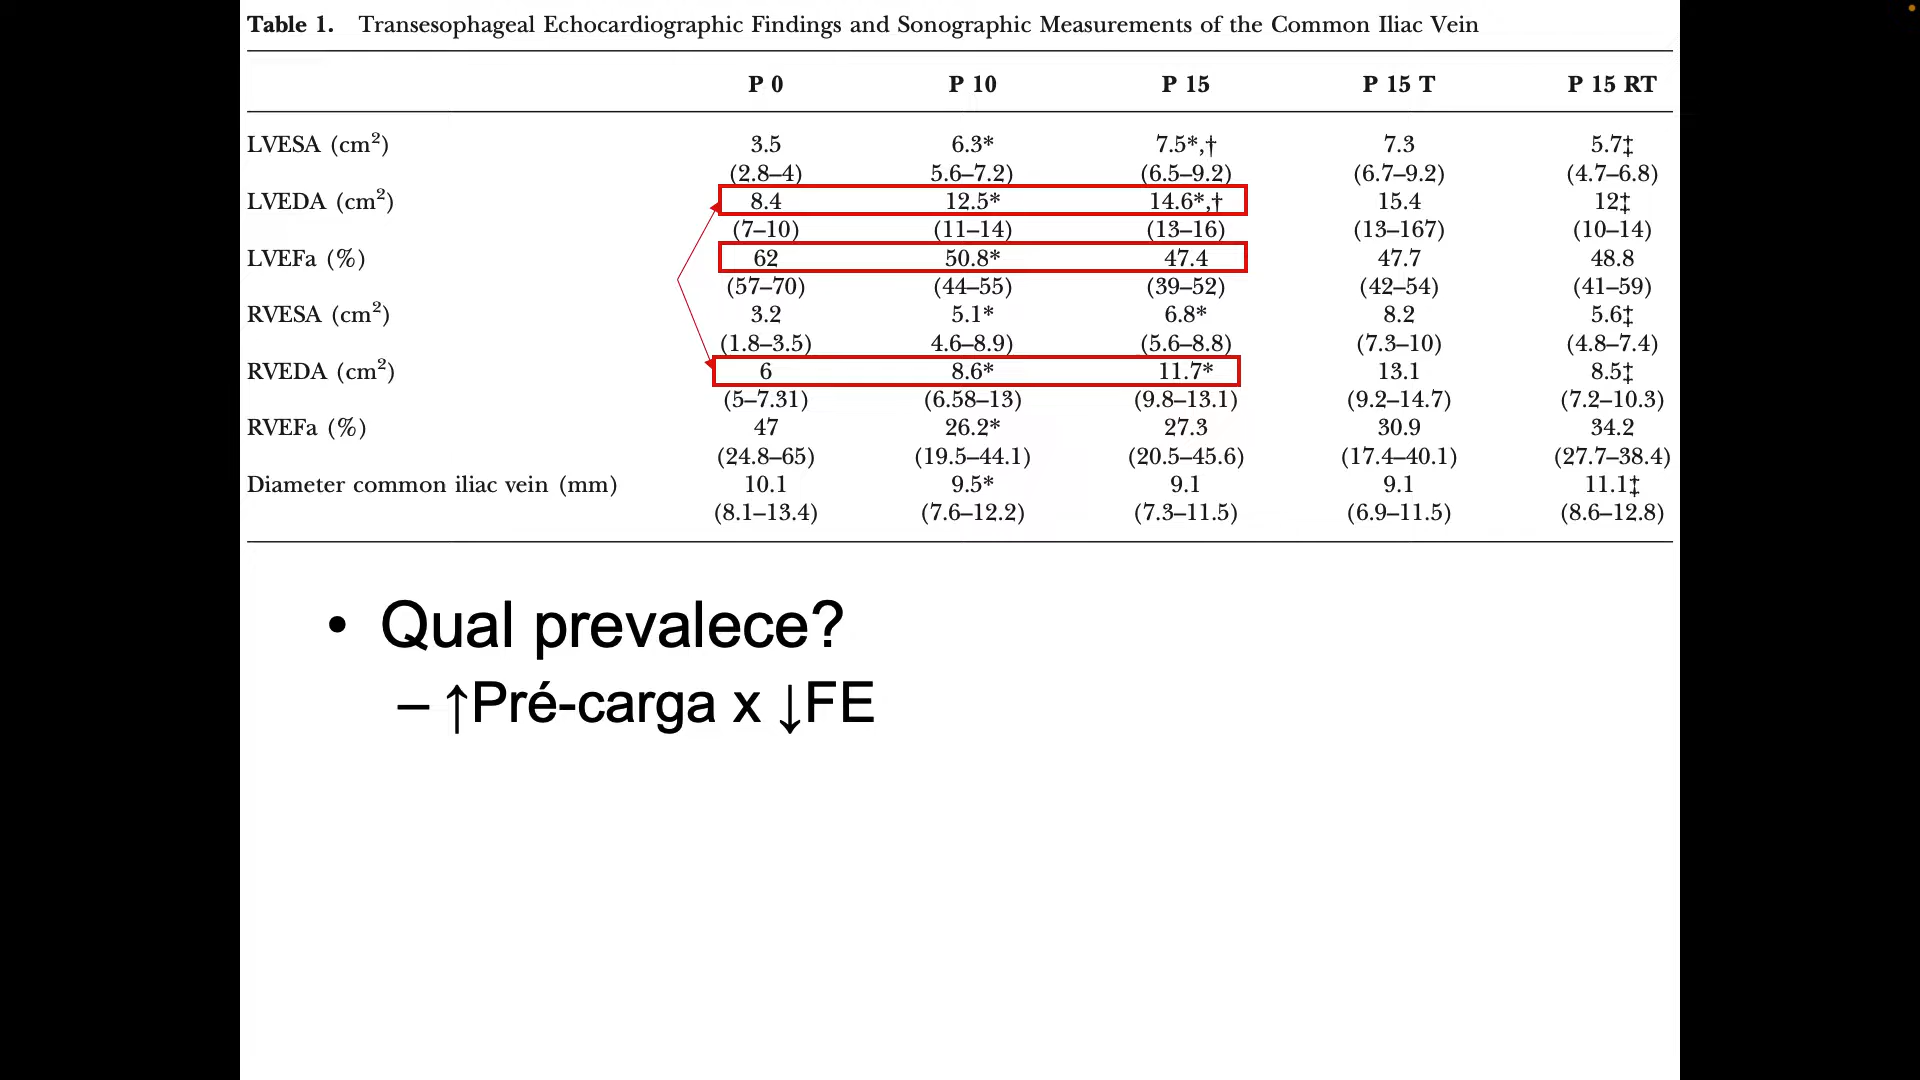 Table 1. Transesophageal Echocardiographic Findings and Sonographic Measurements of the Common Iliac Vein
P 0 P 10 P 15 P 15 T P 15 RT
LVESA (cm²) 3.5 6.3* 7.5*,† 7.3 5.7‡
(2.8–4) 5.6–7.2) (6.5–9.2) (6.7–9.2) (4.7–6.8)
LVEDA (cm²) 8.4 12.5* 14.6*,† 15.4 12‡
(7–10) (11–14) (13–16) (13–167) (10–14)
LVEFa (%) 62 50.8* 47.4 47.7 48.8
(57–70) (44–55) (39–52) (42–54) (41–59)
RVESA (cm²) 3.2 5.1* 6.8* 8.2 5.6‡
(1.8–3.5) 4.6–8.9) (5.6–8.8) (7.3–10) (4.8–7.4)
RVEDA (cm²) 6 8.6* 11.7* 13.1 8.5‡
(5–7.31) (6.58–13) (9.8–13.1) (9.2–14.7) (7.2–10.3)
RVEFa (%) 47 26.2* 27.3 30.9 34.2
(24.8–65) (19.5–44.1) (20.5–45.6) (17.4–40.1) (27.7–38.4)
Diameter common iliac vein (mm) 10.1 9.5* 9.1 9.1 11.1‡
(8.1–13.4) (7.6–12.2) (7.3–11.5) (6.9–11.5) (8.6–12.8)
• Qual prevalece?
– ↑Pré-carga x ↓FE